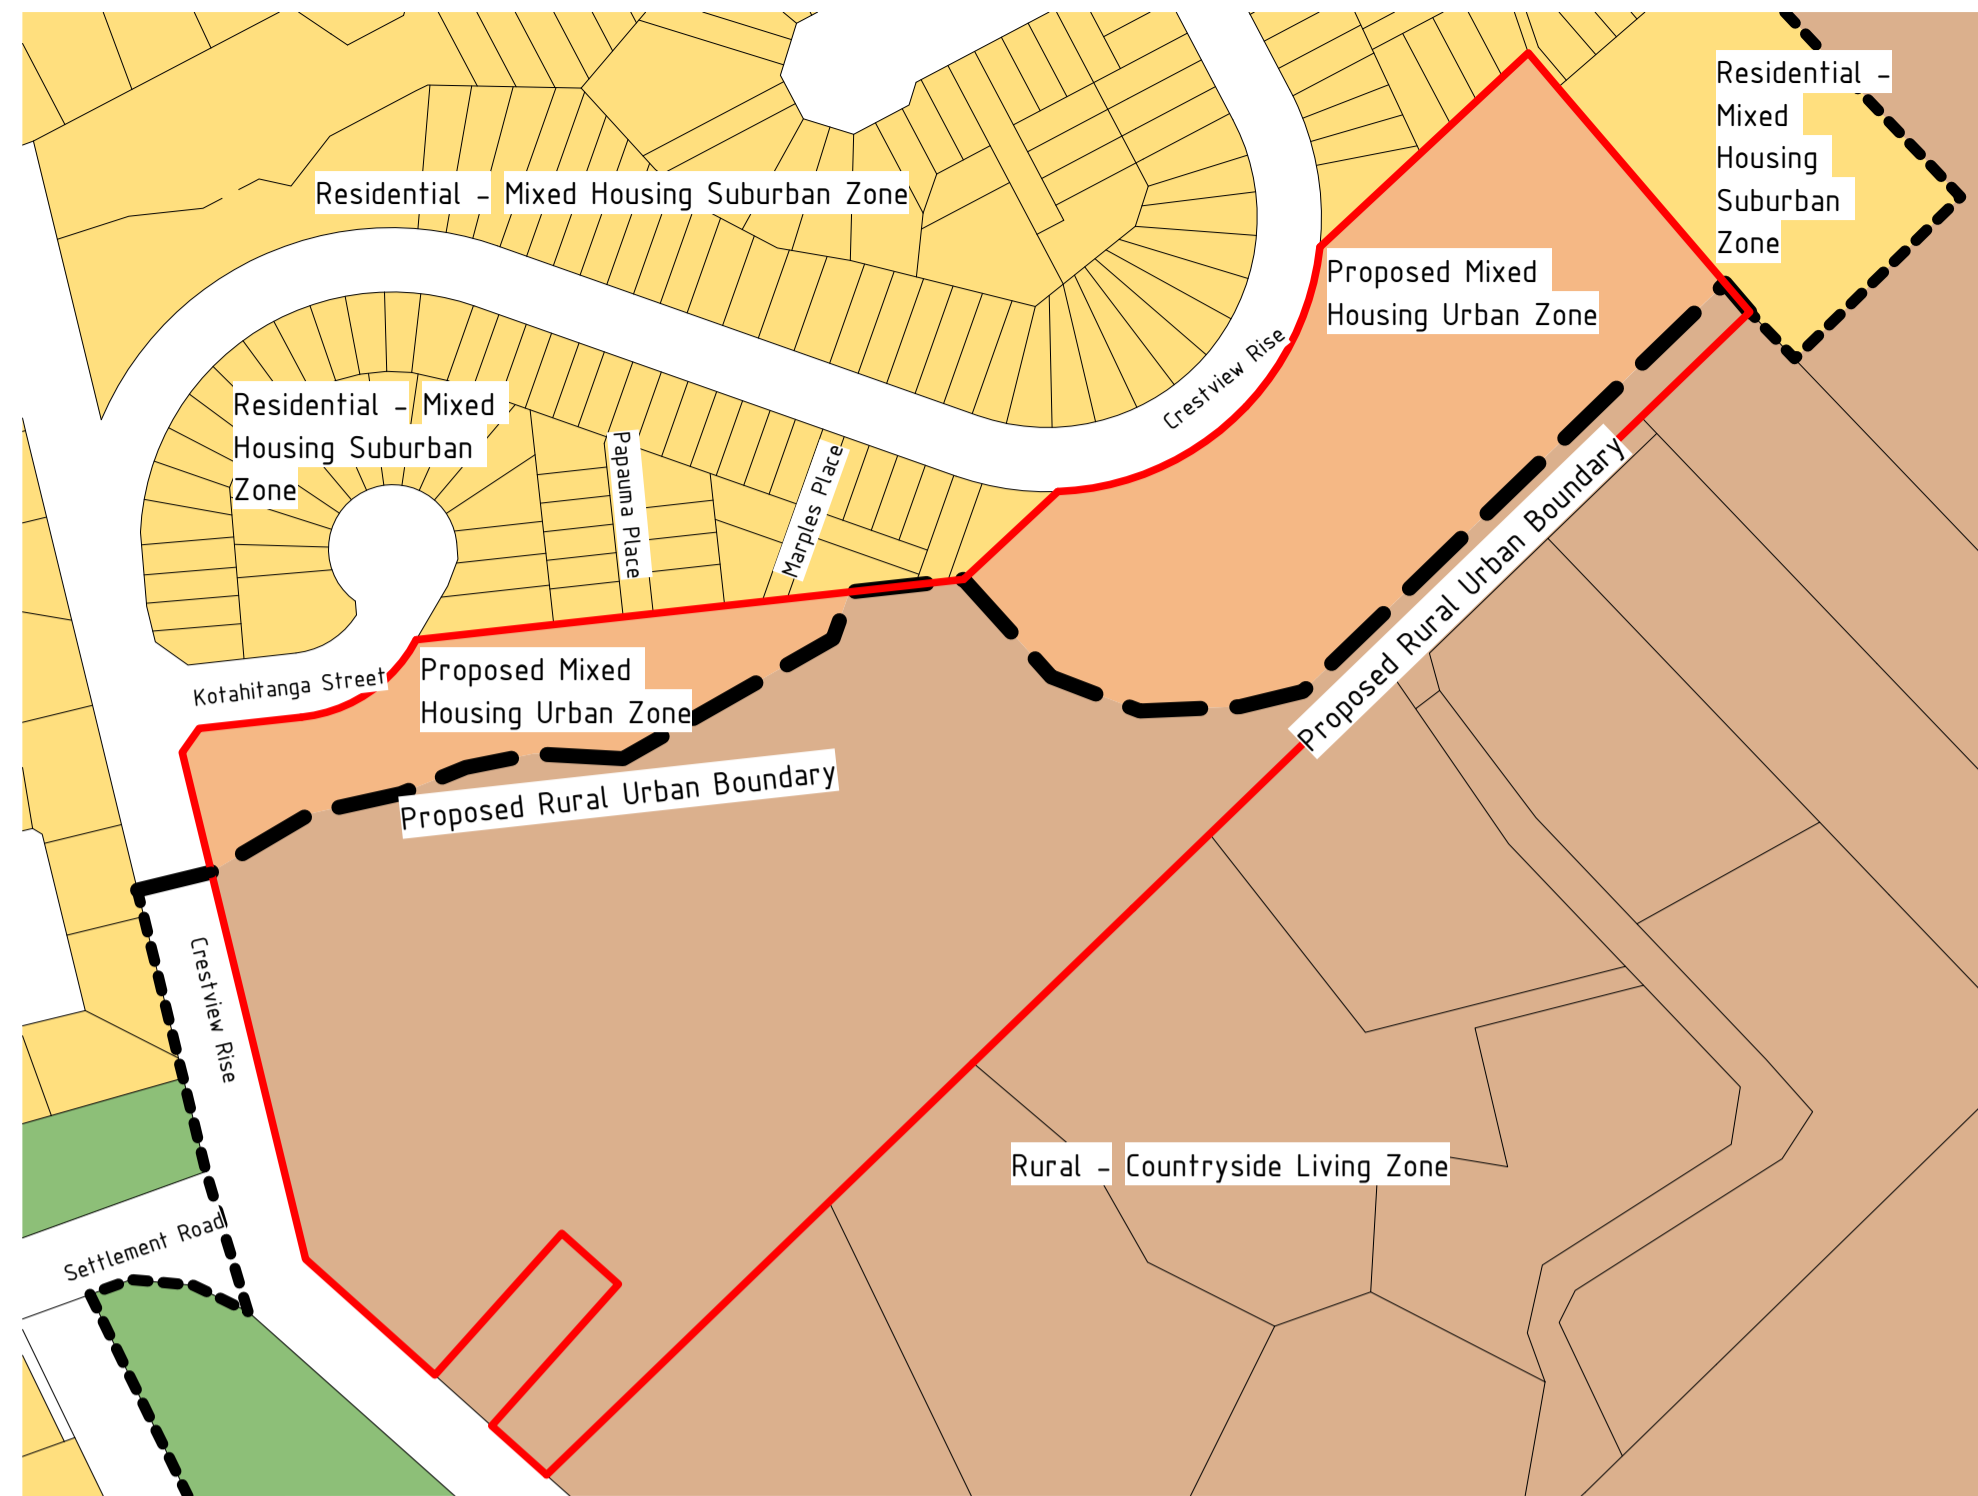 Residential - 
Mixed
Housing
Suburban
Zone
Residential - Mixed Housing Suburban Zone
Proposed Mixed
Housing Urban Zone
Crestview Rise
Residential - Mixed
Housing Suburban
Zone
Papauma Place
Marples Place
Proposed Rural Urban Boundary
Kotahitanga Street
Proposed Mixed
Housing Urban Zone
Proposed Rural Urban Boundary
Crestview Rise
Rural - Countryside Living Zone
Settlement Road